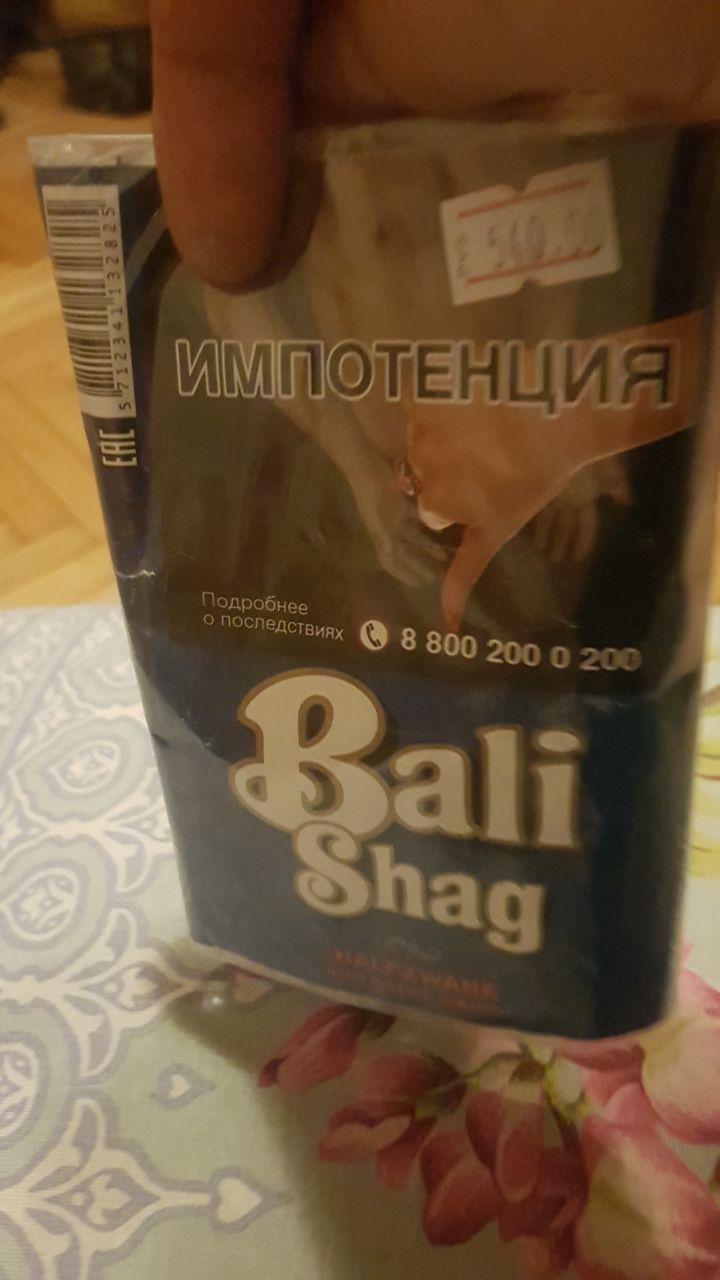 ИМПОТЕНЦИЯ
5 712341 132825
EAC
Подробнее
о последствиях
8 800 200 0 200
Bali
Shag
HALFZWARE